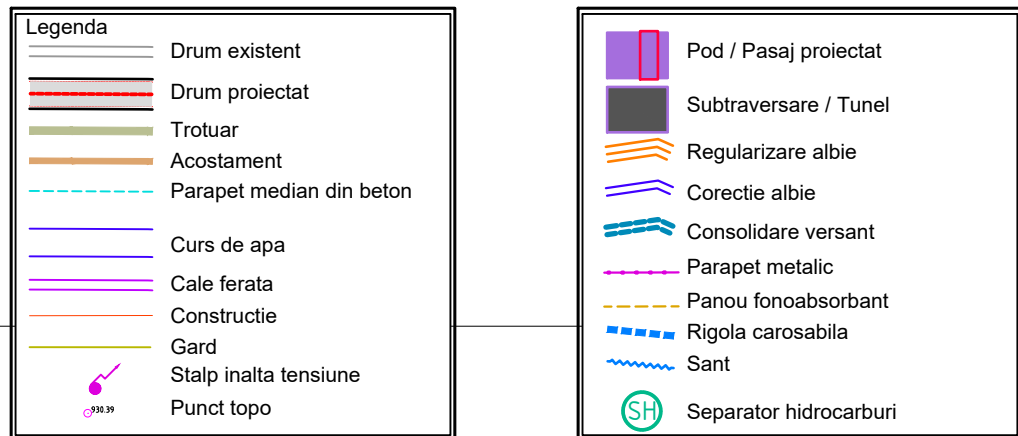 Legenda
Drum existent
Drum proiectat
Trotuar
Acostament
Parapet median din beton
Curs de apa
Cale ferata
Constructie
Gard
Stalp inalta tensiune
930.39
Punct topo
Pod / Pasaj proiectat
Subtraversare / Tunel
Regularizare albie
Corectie albie
Consolidare versant
Parapet metalic
Panou fonoabsorbant
Rigola carosabila
Sant
SH
Separator hidrocarburi